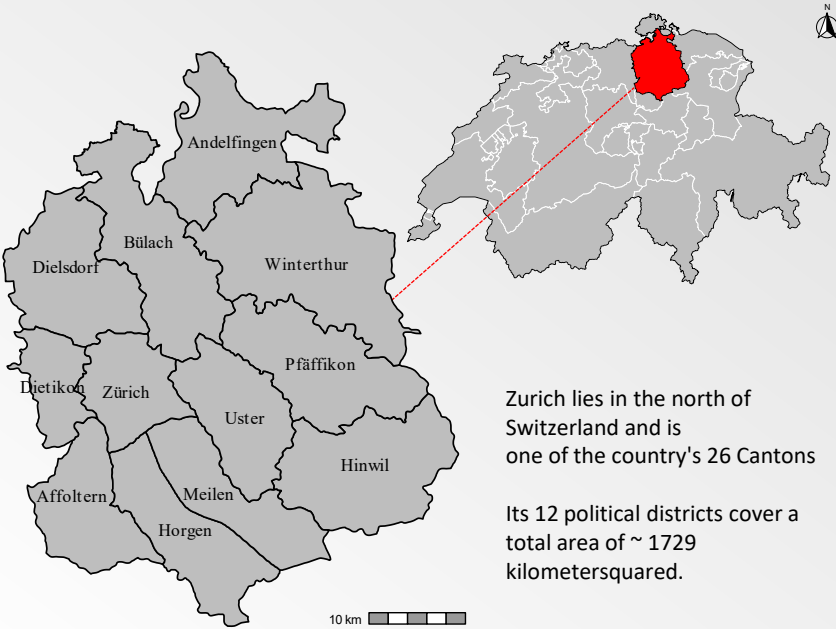 N
Andelfingen
Bülach
Dielsdorf
Winterthur
Pfäffikon
Dietikon
Zürich
Uster
Hinwil
Affoltern
Meilen
Horgen
Zurich lies in the north of
Switzerland and is
one of the country's 26 Cantons
Its 12 political districts cover a
total area of ~ 1729
kilometersquared.
10 km